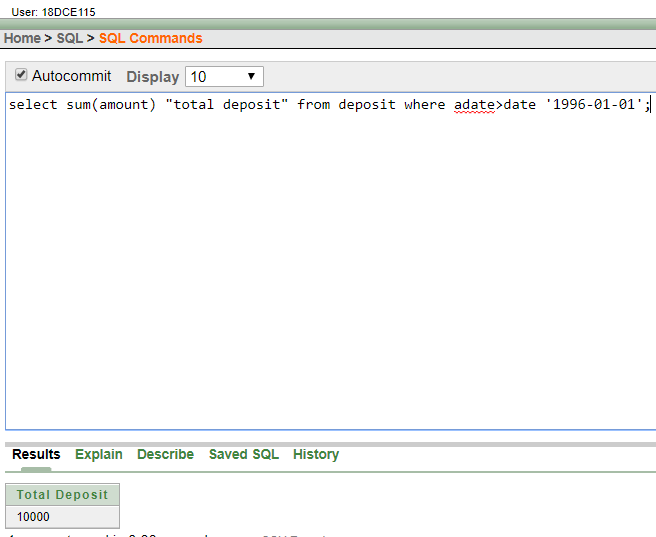 User: 18DCE115
Home > SQL > SQL Commands
Autocommit Display 10
select sum(amount) "total deposit" from deposit where adate>date '1996-01-01';
Results Explain Describe Saved SQL History
Total Deposit
10000